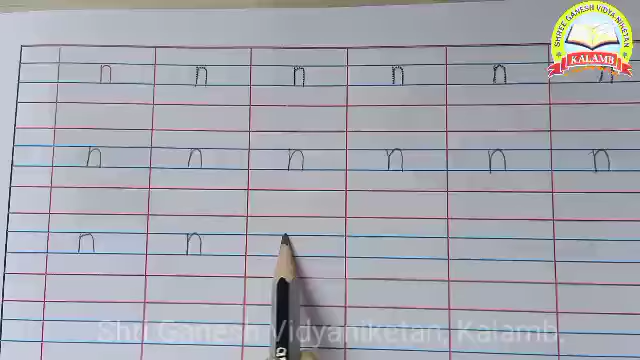 SHREE GANESH VIDYA NIKETAN
KALAMB
n n n n n n
n n n n n n
n n
Shri Ganesh Vidyaniketan, Kalamb.